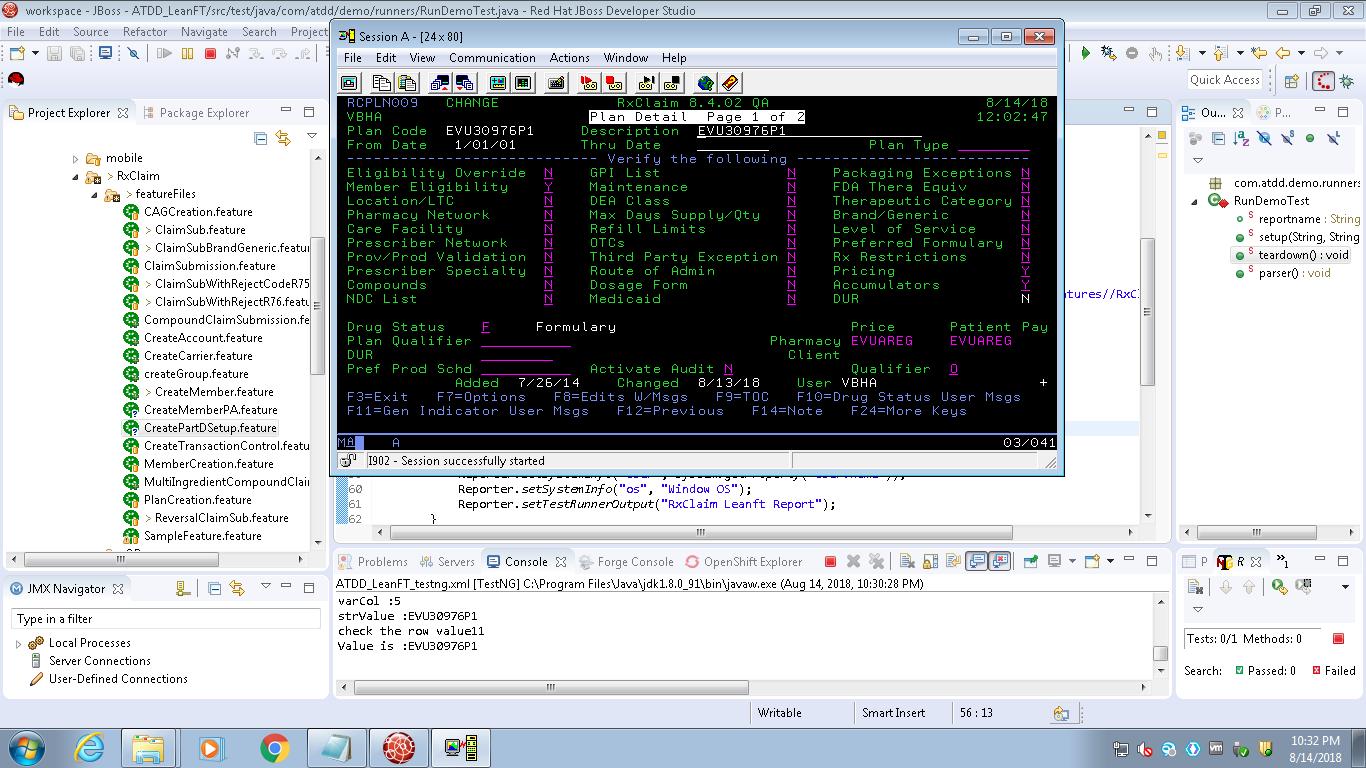 workspace - JBoss - ATDD_LeanFT/src/test/java/com/atdd/demo/runners/RunDemoTest.java - Red Hat JBoss Developer Studio
File Edit Source Refactor Navigate Search Project
Quick Access
Project Explorer Package Explorer
mobile
> RxClaim
> featureFiles
CAGCreation.feature
> ClaimSub.feature
> ClaimSubBrandGeneric.featur
ClaimSubmission.feature
> ClaimSubWithRejectCodeR75
> ClaimSubWithRejectR76.featu
CompoundClaimSubmission.fe
CreateAccount.feature
CreateCarrier.feature
createGroup.feature
> CreateMember.feature
CreateMemberPA.feature
CreatePartDSetup.feature
CreateTransactionControl.feature
MemberCreation.feature
MultiIngredientCompoundClai
PlanCreation.feature
> ReversalClaimSub.feature
SampleFeature.feature
JMX Navigator
Type in a filter
Local Processes
Server Connections
User-Defined Connections
Session A - [24 x 80]
File Edit View Communication Actions Window Help
RCPLN009 CHANGE RxClaim 8.4.02 QA 8/14/18
VBHA Plan Detail Page 1 of 2 12:02:47
Plan Code EVU30976P1 Description EVU30976P1
From Date 1/01/01 Thru Date Plan Type
Verify the following
Eligibility Override N GPI List N Packaging Exceptions N
Member Eligibility Y Maintenance N FDA Thera Equiv N
Location/LTC N DEA Class N Therapeutic Category N
Pharmacy Network N Max Days Supply/Qty N Brand/Generic N
Care Facility N Refill Limits N Level of Service N
Prescriber Network N OTCs N Preferred Formulary N
Prov/Prod Validation N Third Party Exception N Rx Restrictions N
Prescriber Specialty N Route of Admin N Pricing Y
Compounds N Dosage Form N Accumulators Y
NDC List N Medicaid N DUR N
Drug Status F Formulary Price Patient Pay
Plan Qualifier Pharmacy EVUAREG EVUAREG
DUR Client
Pref Prod Schd Activate Audit N Qualifier O
Added 7/26/14 Changed 8/13/18 User VBHA +
F3=Exit F7=Options F8=Edits W/Msgs F9=TOC F10=Drug Status User Msgs
F11=Gen Indicator User Msgs F12=Previous F14=Note F24=More Keys
MA A 03/041
I902 - Session successfully started
atures//RxCl
60 Reporter.setSystemInfo("os", "Window OS");
61 Reporter.setTestRunnerOutput("RxClaim Leanft Report");
62 }
Problems Servers Console Forge Console OpenShift Explorer
ATDD_LeanFT_testng.xml [TestNG] C:\Program Files\Java\jdk1.8.0_91\bin\javaw.exe (Aug 14, 2018, 10:30:28 PM)
varCol :5
strValue :EVU30976P1
check the row value11
Value is :EVU30976P1
Ou... P...
com.atdd.demo.runners
RunDemoTest
reportname : String
setup(String, String
teardown() : void
parser() : void
P R »1
Tests: 0/1 Methods: 0
Search: Passed: 0 Failed
Writable Smart Insert 56 : 13
10:32 PM
8/14/2018